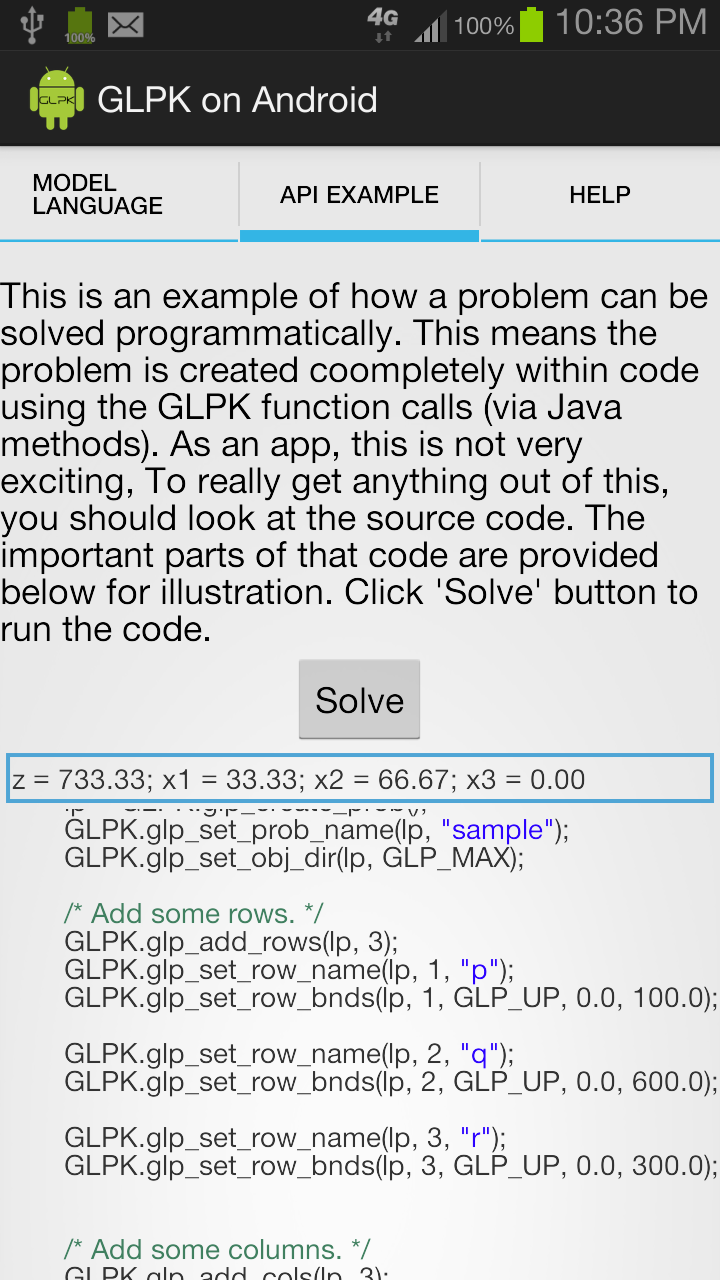 100% 4G 100% 10:36 PM
GLPK GLPK on Android
MODEL
LANGUAGE
API EXAMPLE
HELP
This is an example of how a problem can be
solved programmatically. This means the
problem is created coompletely within code
using the GLPK function calls (via Java
methods). As an app, this is not very
exciting, To really get anything out of this,
you should look at the source code. The
important parts of that code are provided
below for illustration. Click 'Solve' button to
run the code.
Solve
z = 733.33; x1 = 33.33; x2 = 66.67; x3 = 0.00
lp = GLPK.glp_create_prob();
GLPK.glp_set_prob_name(lp, "sample");
GLPK.glp_set_obj_dir(lp, GLP_MAX);
/* Add some rows. */
GLPK.glp_add_rows(lp, 3);
GLPK.glp_set_row_name(lp, 1, "p");
GLPK.glp_set_row_bnds(lp, 1, GLP_UP, 0.0, 100.0);
GLPK.glp_set_row_name(lp, 2, "q");
GLPK.glp_set_row_bnds(lp, 2, GLP_UP, 0.0, 600.0);
GLPK.glp_set_row_name(lp, 3, "r");
GLPK.glp_set_row_bnds(lp, 3, GLP_UP, 0.0, 300.0);
/* Add some columns. */
GLPK.glp_add_cols(lp, 3);